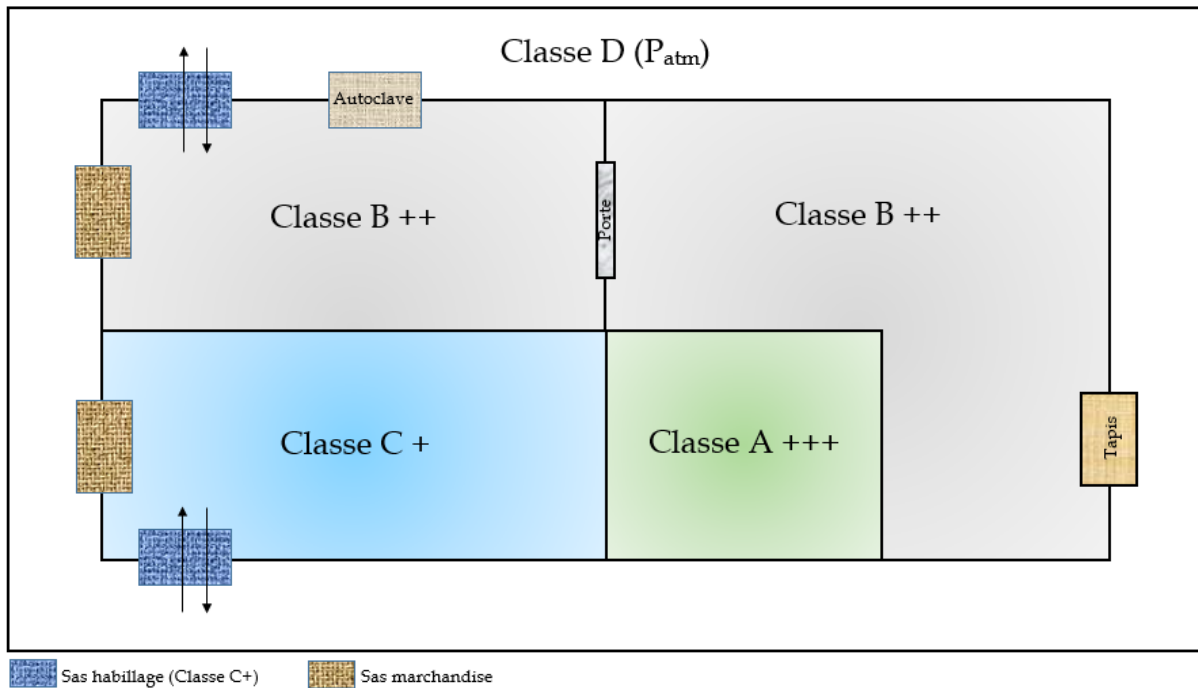 Classe D (Patm)
Autoclave
Classe B ++
Porte
Classe B ++
Classe C +
Classe A +++
Tapis
Sas habillage (Classe C+)
Sas marchandise